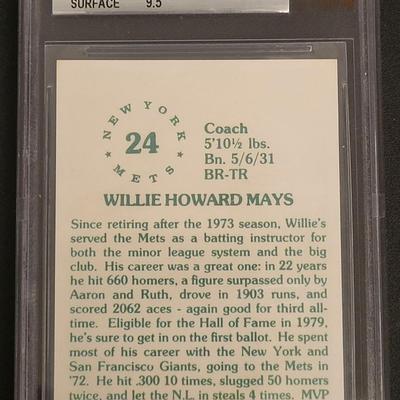 SURFACE 9.5
NEW YORK
24
METS
Coach
5'10½ lbs.
Bn. 5/6/31
BR-TR
WILLIE HOWARD MAYS
Since retiring after the 1973 season, Willie's
served the Mets as a batting instructor for
both the minor league system and the big
club. His career was a great one: in 22 years
he hit 660 homers, a figure surpassed only by
Aaron and Ruth, drove in 1903 runs, and
scored 2062 aces - again good for third all-
time. Eligible for the Hall of Fame in 1979,
he's sure to get in on the first ballot. He spent
most of his career with the New York and
San Francisco Giants, going to the Mets in
'72. He hit .300 10 times, slugged 50 homers
twice, and let the N.L. in steals 4 times. MVP